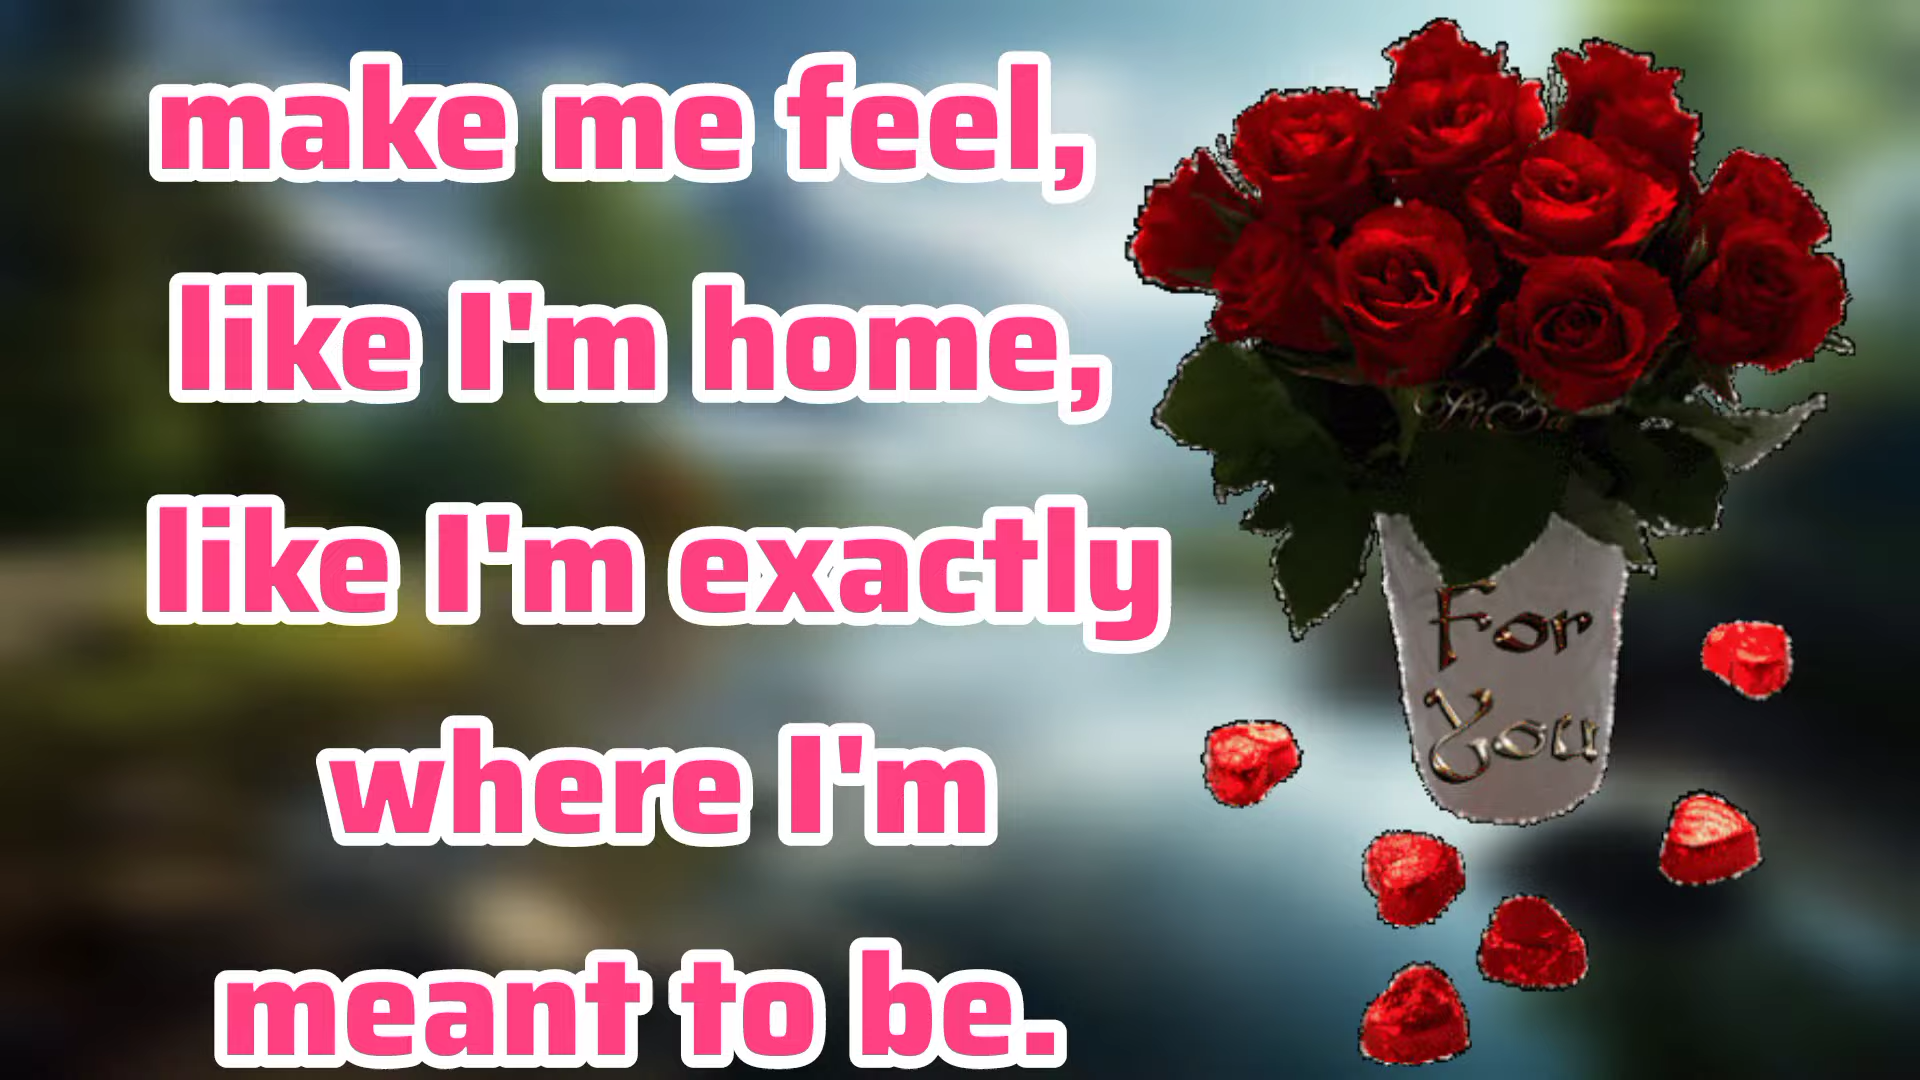 make me feel,
like I'm home,
like I'm exactly
where I'm
meant to be.
For
You